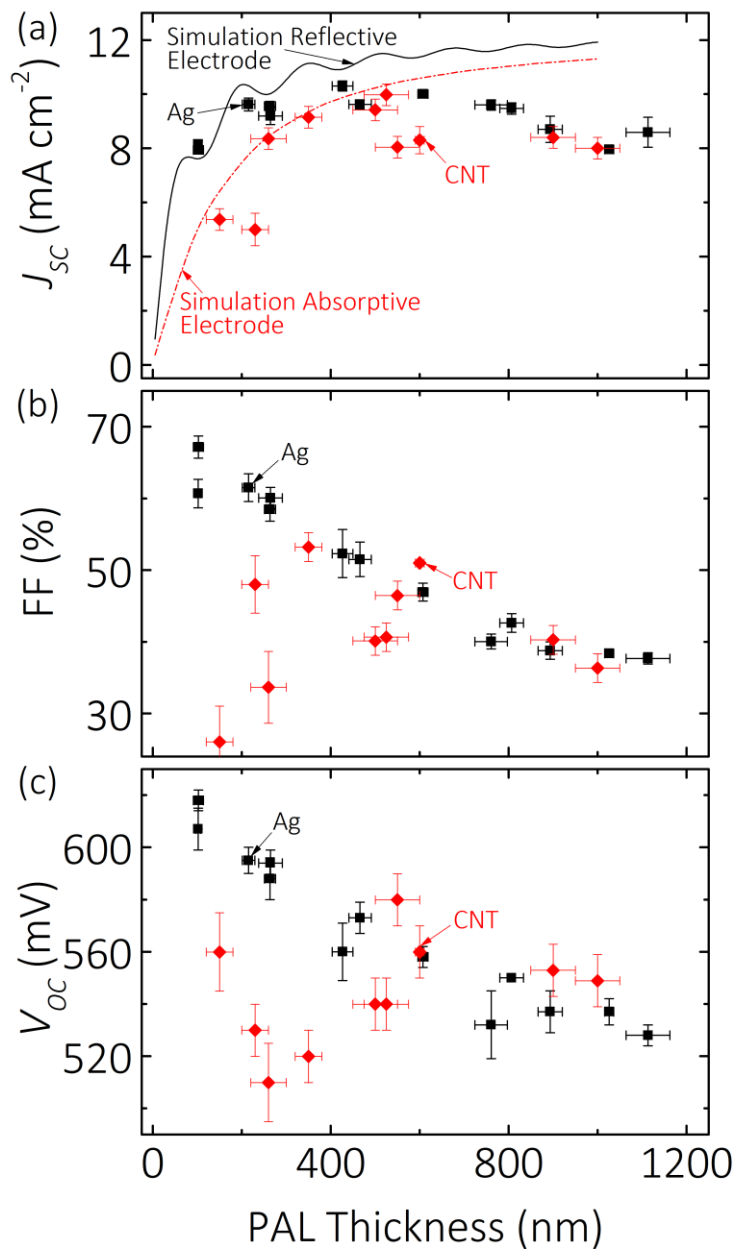 (a)
12
8
4
0
J_SC (mA cm⁻²)
Simulation Reflective
Electrode
Ag
CNT
Simulation Absorptive
Electrode
(b)
70
50
30
FF (%)
Ag
CNT
(c)
600
560
520
V_OC (mV)
Ag
CNT
0 400 800 1200
PAL Thickness (nm)